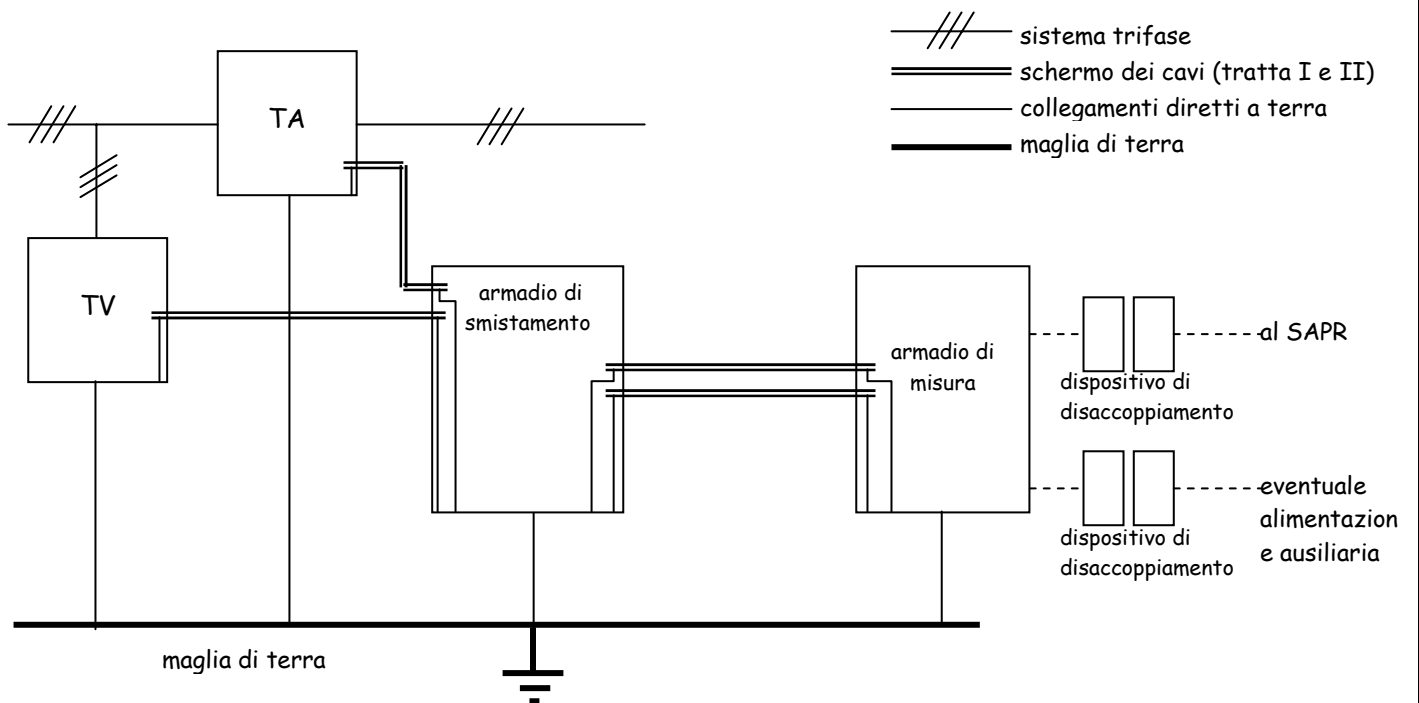 sistema trifase
schermo dei cavi (tratta I e II)
collegamenti diretti a terra
maglia di terra
TA
TV
armadio di
smistamento
armadio di
misura
al SAPR
dispositivo di
disaccoppiamento
eventuale
alimentazion
e ausiliaria
dispositivo di
disaccoppiamento
maglia di terra